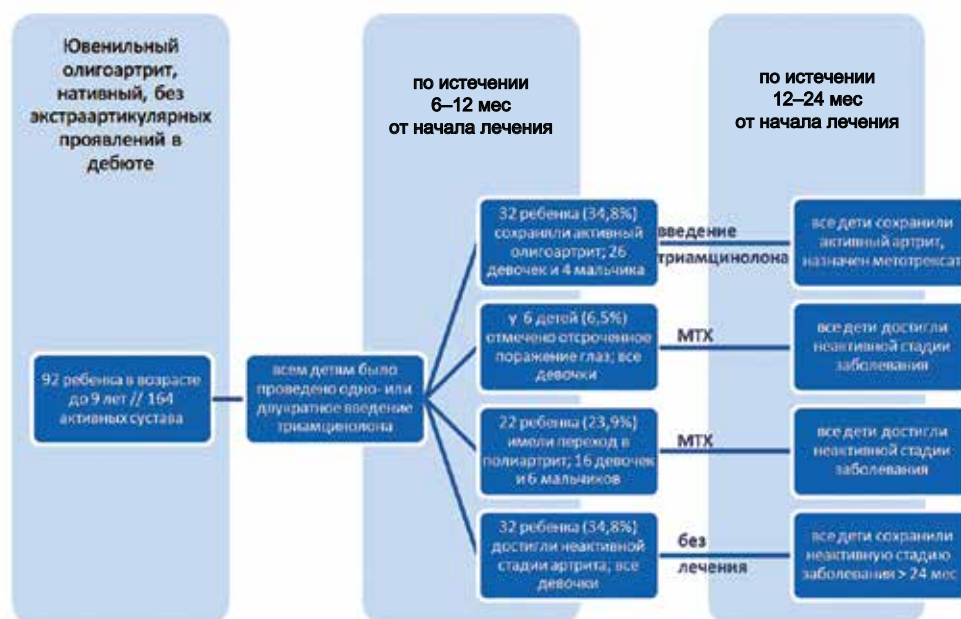 Ювенильный
олигоартрит,
нативный, без
экстраартикулярных
проявлений в
дебюте
по истечении
6–12 мес
от начала лечения
по истечении
12–24 мес
от начала лечения
92 ребенка в возрасте
до 9 лет // 164
активных сустава
всем детям было
проведено одно- или
двукратное введение
триамцинолона
32 ребенка (34,8%)
сохраняли активный
олигоартрит; 26
девочек и 4 мальчика
введение
триамцинолона
все дети сохранили
активный артрит,
назначен метотрексат
у 6 детей (6,5%)
отмечено отсроченное
поражение глаз; все
девочки
МТХ
все дети достигли
неактивной стадии
заболевания
22 ребенка (23,9%)
имели переход в
полиартрит; 16 девочек
и 6 мальчиков
МТХ
все дети достигли
неактивной стадии
заболевания
32 ребенка (34,8%)
достигли неактивной
стадии артрита; все
девочки
без
лечения
все дети сохранили
неактивную стадию
заболевания > 24 мес